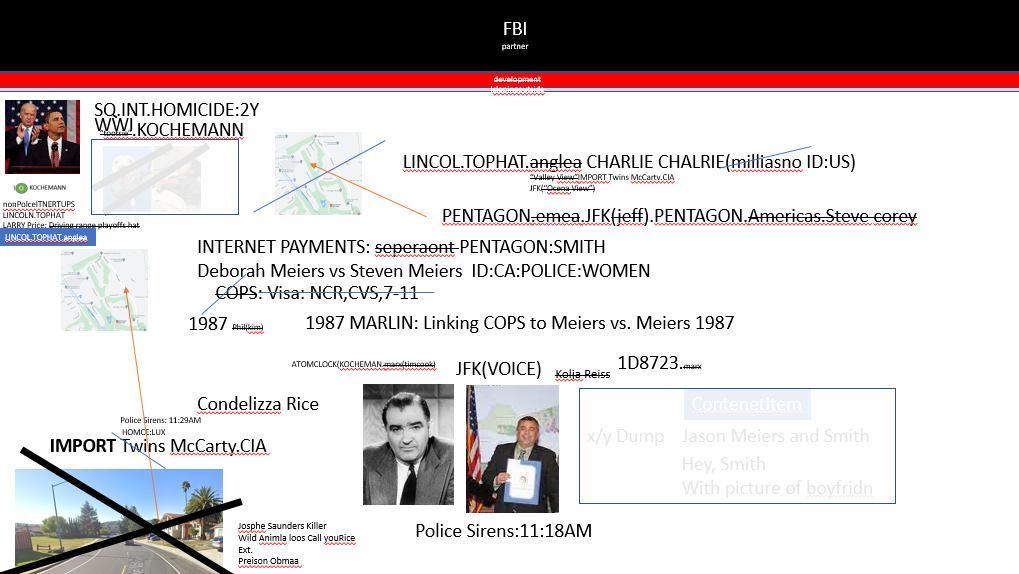 FBI
partner
development
SQ.INT.HOMICIDE:2Y
WWI.KOCHEMANN
KOCHEMANN
nonPolceITNERTUPS
LINCOLN.TOPHAT
LARRY Price: Driving range playoffs hat
LINCOL.TOPHAT.anglea
LINCOL.TOPHAT.anglea CHARLIE CHALRIE(milliasno ID:US)
"Valley View"IMPORT Twins McCarty.CIA
JFK("Ocena View")
PENTAGON.emea.JFK(jeff).PENTAGON.Americas.Steve corey
INTERNET PAYMENTS: seperaont PENTAGON:SMITH
Deborah Meiers vs Steven Meiers ID:CA:POLICE:WOMEN
COPS: Visa: NCR,CVS,7-11
1987 Phil(kim)
1987 MARLIN: Linking COPS to Meiers vs. Meiers 1987
ATOMCLOCK(KOCHEMAN.marx(timcook)
JFK(VOICE)
Kolja Reiss
1D8723.marx
Condelizza Rice
Police Sirens: 11:29AM
HOMCE:LUX
IMPORT Twins McCarty.CIA
ContenetItem
x/y Dump
Jason Meiers and Smith
Hey, Smith
With picture of boyfridn
Josphe Saunders Killer
Wild Animla loos Call youRice
Ext.
Preison Obmaa
Police Sirens:11:18AM